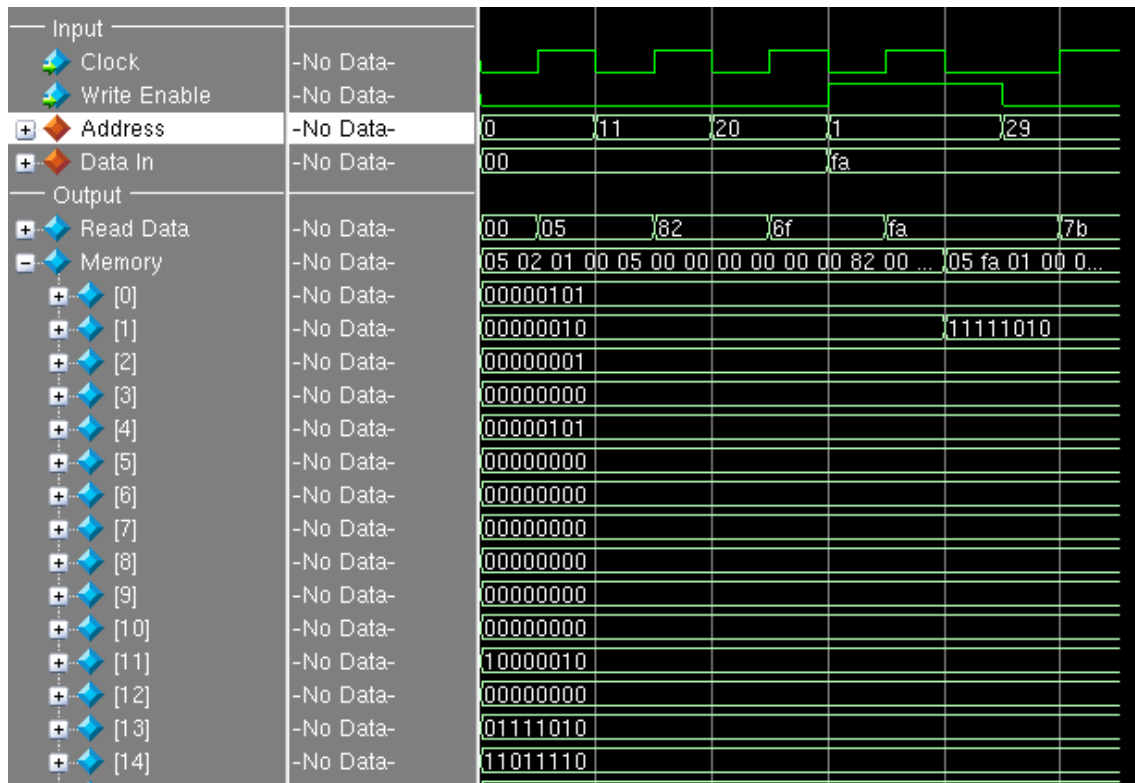 Input
Clock -No Data-
Write Enable -No Data-
Address -No Data- 0 11 20 1 29
Data In -No Data- 00 fa
Output
Read Data -No Data- 00 05 82 6f fa 7b
Memory -No Data- 05 02 01 00 05 00 00 00 00 00 00 82 00 ... 05 fa 01 00 0...
[0] -No Data- 00000101
[1] -No Data- 00000010 11111010
[2] -No Data- 00000001
[3] -No Data- 00000000
[4] -No Data- 00000101
[5] -No Data- 00000000
[6] -No Data- 00000000
[7] -No Data- 00000000
[8] -No Data- 00000000
[9] -No Data- 00000000
[10] -No Data- 00000000
[11] -No Data- 10000010
[12] -No Data- 00000000
[13] -No Data- 01111010
[14] -No Data- 11011110